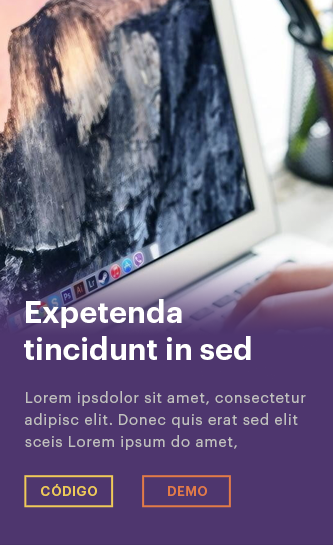 Expetenda
tincidunt in sed
Lorem ipsdolor sit amet, consectetur
adipisc elit. Donec quis erat sed elit
sceis Lorem ipsum do amet,
CÓDIGO
DEMO